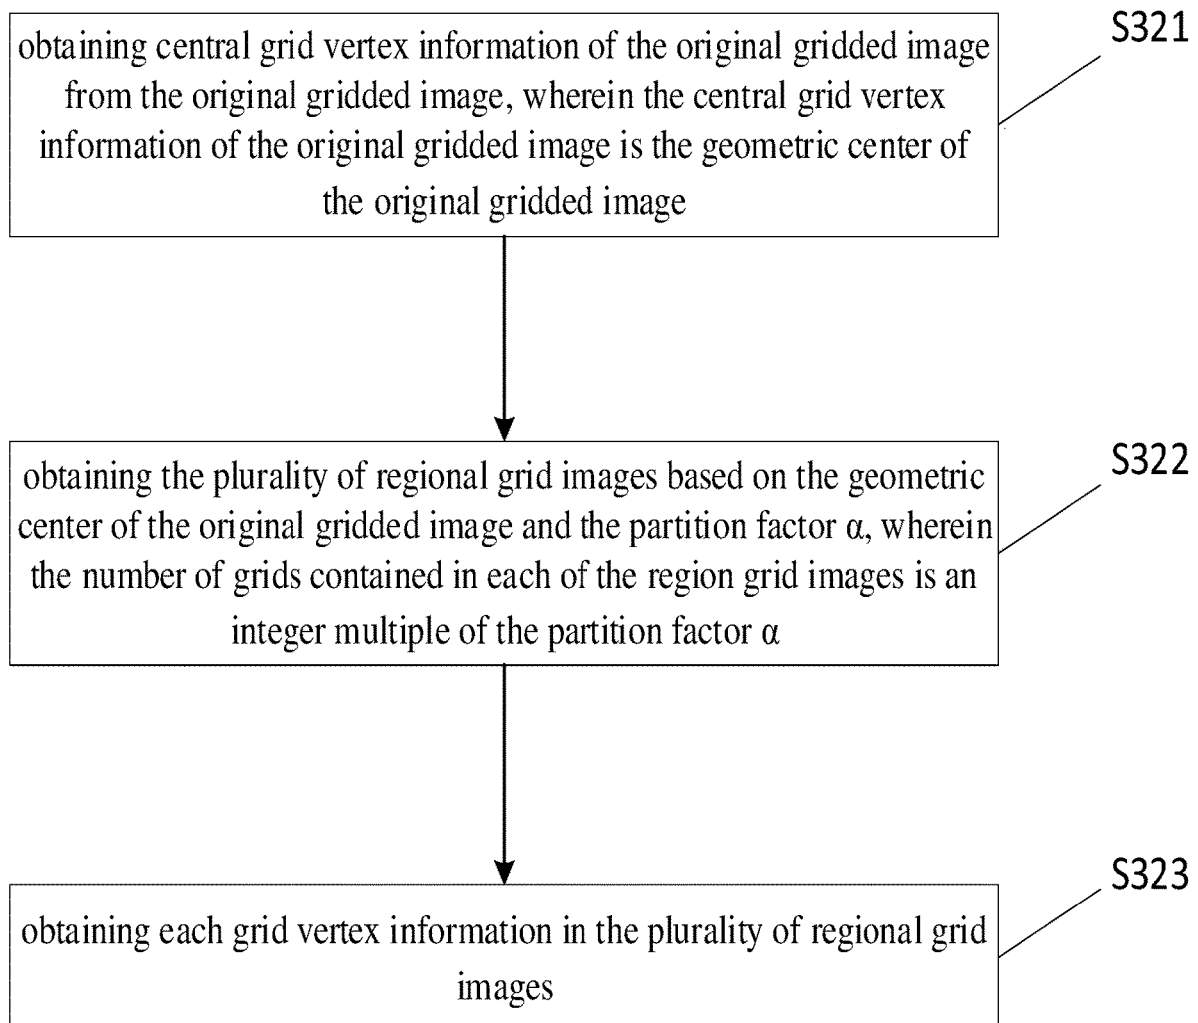 S321
obtaining central grid vertex information of the original gridded image
from the original gridded image, wherein the central grid vertex
information of the original gridded image is the geometric center of
the original gridded image
S322
obtaining the plurality of regional grid images based on the geometric
center of the original gridded image and the partition factor α, wherein
the number of grids contained in each of the region grid images is an
integer multiple of the partition factor α
S323
obtaining each grid vertex information in the plurality of regional grid
images